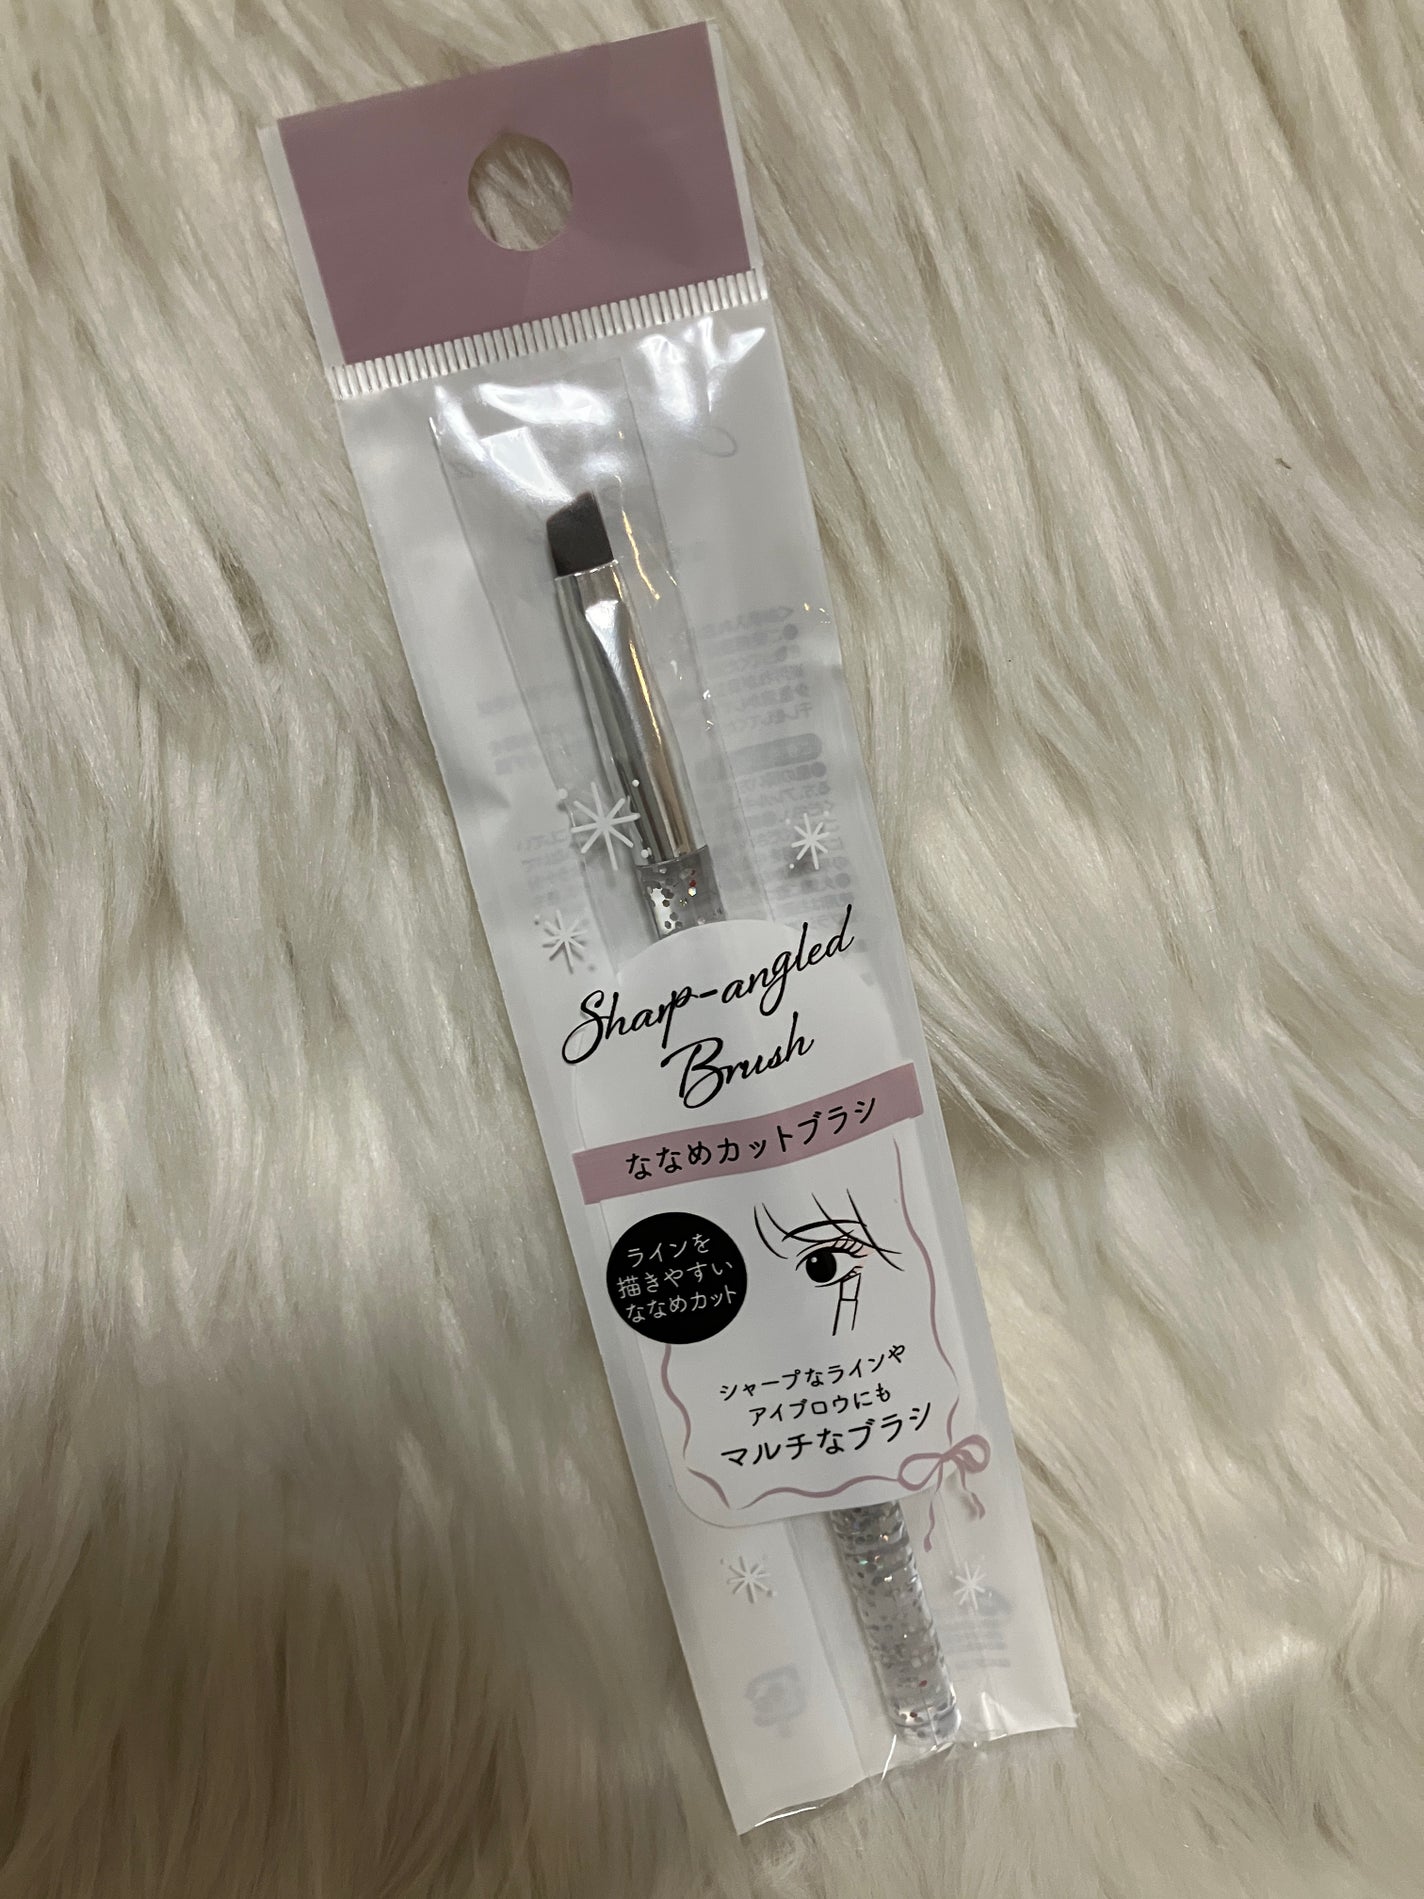 Sharp-angled
Brush
ななめカットブラシ
ラインを
描きやすい
ななめカット
シャープなラインや
アイブロウにも
マルチなブラシ